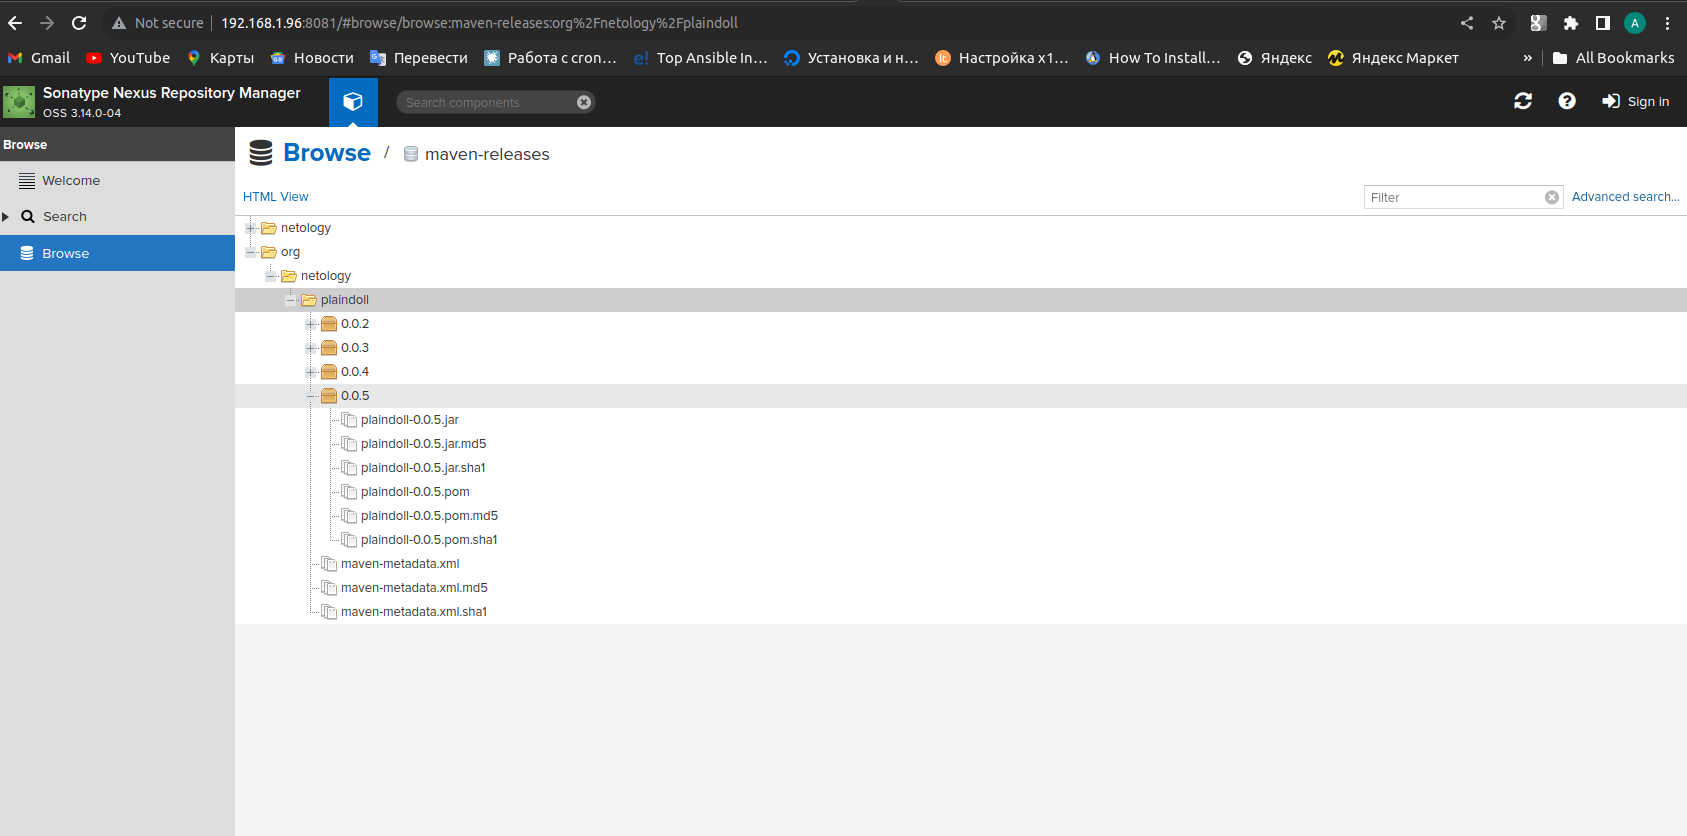 Not secure 192.168.1.96:8081/#browse/browse:maven-releases:org%2Fnetology%2Fplaindoll
A
Gmail YouTube Карты Новости Перевести Работа с cron... e! Top Ansible In... Установка и н... Настройка x1... How To Install... Яндекс Яндекс Маркет » All Bookmarks
Sonatype Nexus Repository Manager
OSS 3.14.0-04
Search components
Sign in
Browse
Welcome
Search
Browse
Browse / maven-releases
HTML View
Filter
Advanced search...
netology
org
netology
plaindoll
0.0.2
0.0.3
0.0.4
0.0.5
plaindoll-0.0.5.jar
plaindoll-0.0.5.jar.md5
plaindoll-0.0.5.jar.sha1
plaindoll-0.0.5.pom
plaindoll-0.0.5.pom.md5
plaindoll-0.0.5.pom.sha1
maven-metadata.xml
maven-metadata.xml.md5
maven-metadata.xml.sha1